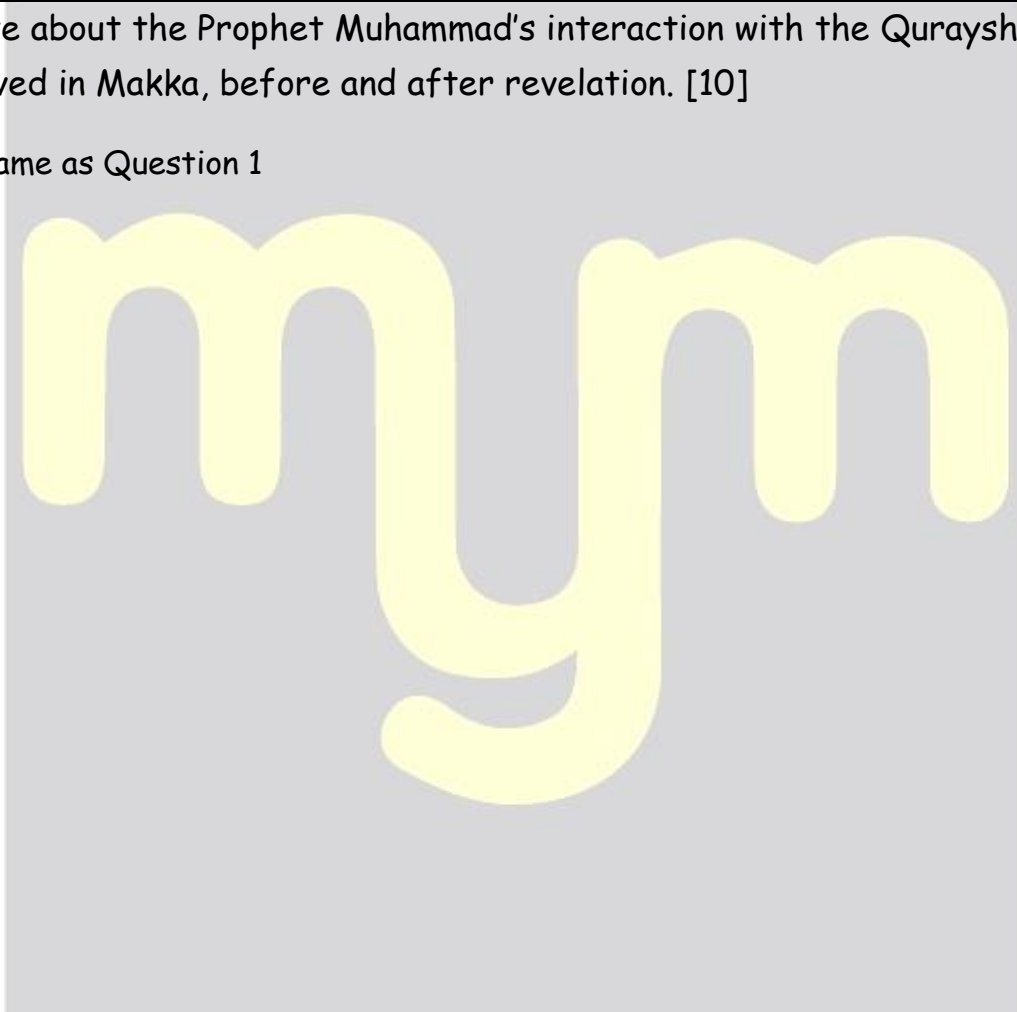 e about the Prophet Muhammad’s interaction with the Quraysh
ved in Makka, before and after revelation. [10]
ame as Question 1
mym